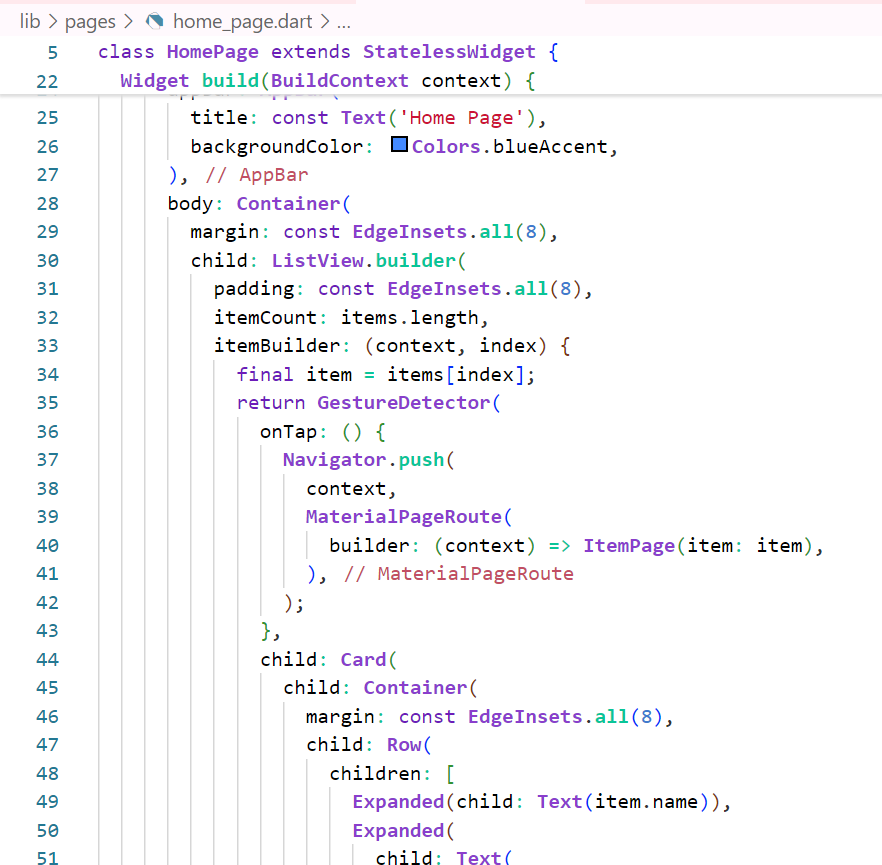 lib > pages > home_page.dart > ...
5 class HomePage extends StatelessWidget {
22 Widget build(BuildContext context) {
25 title: const Text('Home Page'),
26 backgroundColor: Colors.blueAccent,
27 ), // AppBar
28 body: Container(
29 margin: const EdgeInsets.all(8),
30 child: ListView.builder(
31 padding: const EdgeInsets.all(8),
32 itemCount: items.length,
33 itemBuilder: (context, index) {
34 final item = items[index];
35 return GestureDetector(
36 onTap: () {
37 Navigator.push(
38 context,
39 MaterialPageRoute(
40 builder: (context) => ItemPage(item: item),
41 ), // MaterialPageRoute
42 );
43 },
44 child: Card(
45 child: Container(
46 margin: const EdgeInsets.all(8),
47 child: Row(
48 children: [
49 Expanded(child: Text(item.name)),
50 Expanded(
51 child: Text(